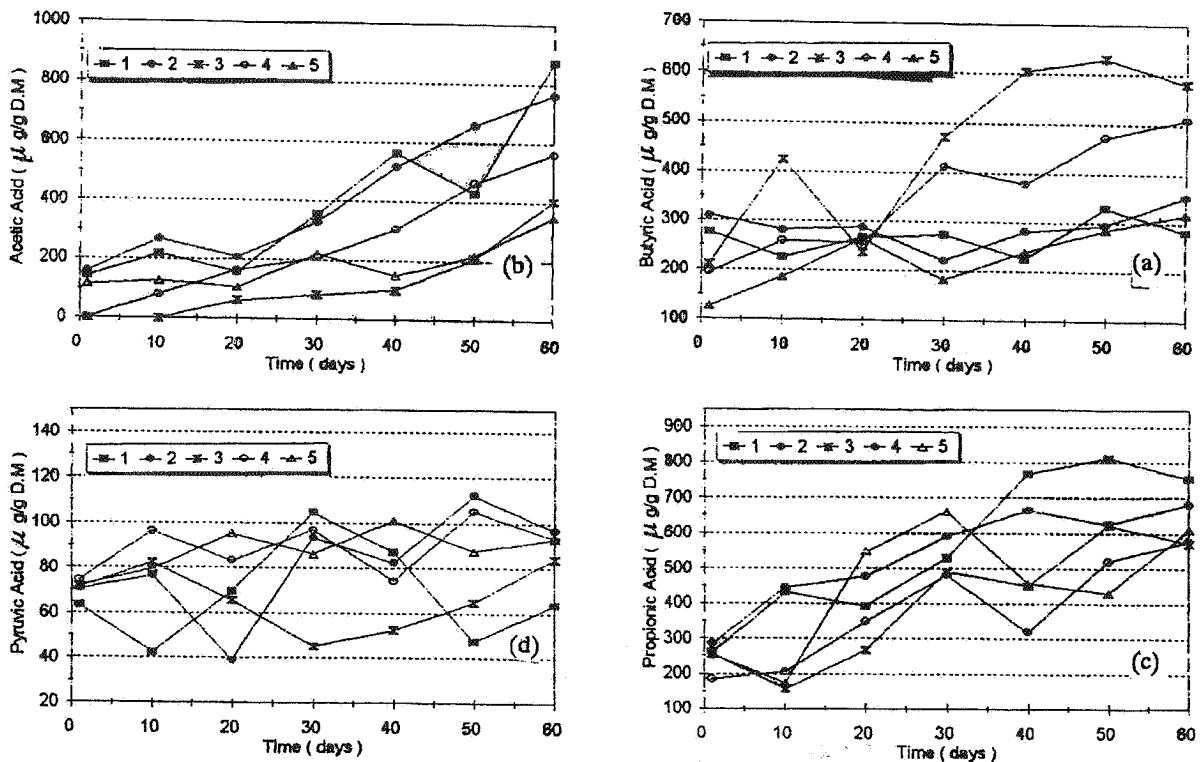 1000
800
600
400
200
0
Acetic Acid ( μ g/g D.M )
1 2 3 4 5
(b)
0 10 20 30 40 50 60
Time ( days )
700
600
500
400
300
200
100
Butyric Acid ( μ g/g D.M )
1 2 3 4 5
(a)
0 10 20 30 40 50 60
Time ( days )
140
120
100
80
60
40
20
Pyruvic Acid ( μ g/g D.M )
1 2 3 4 5
(d)
0 10 20 30 40 50 60
Time ( days )
900
800
700
600
500
400
300
200
100
Propionic Acid ( μ g/g D.M )
1 2 3 4 5
(c)
0 10 20 30 40 50 60
Time ( days )